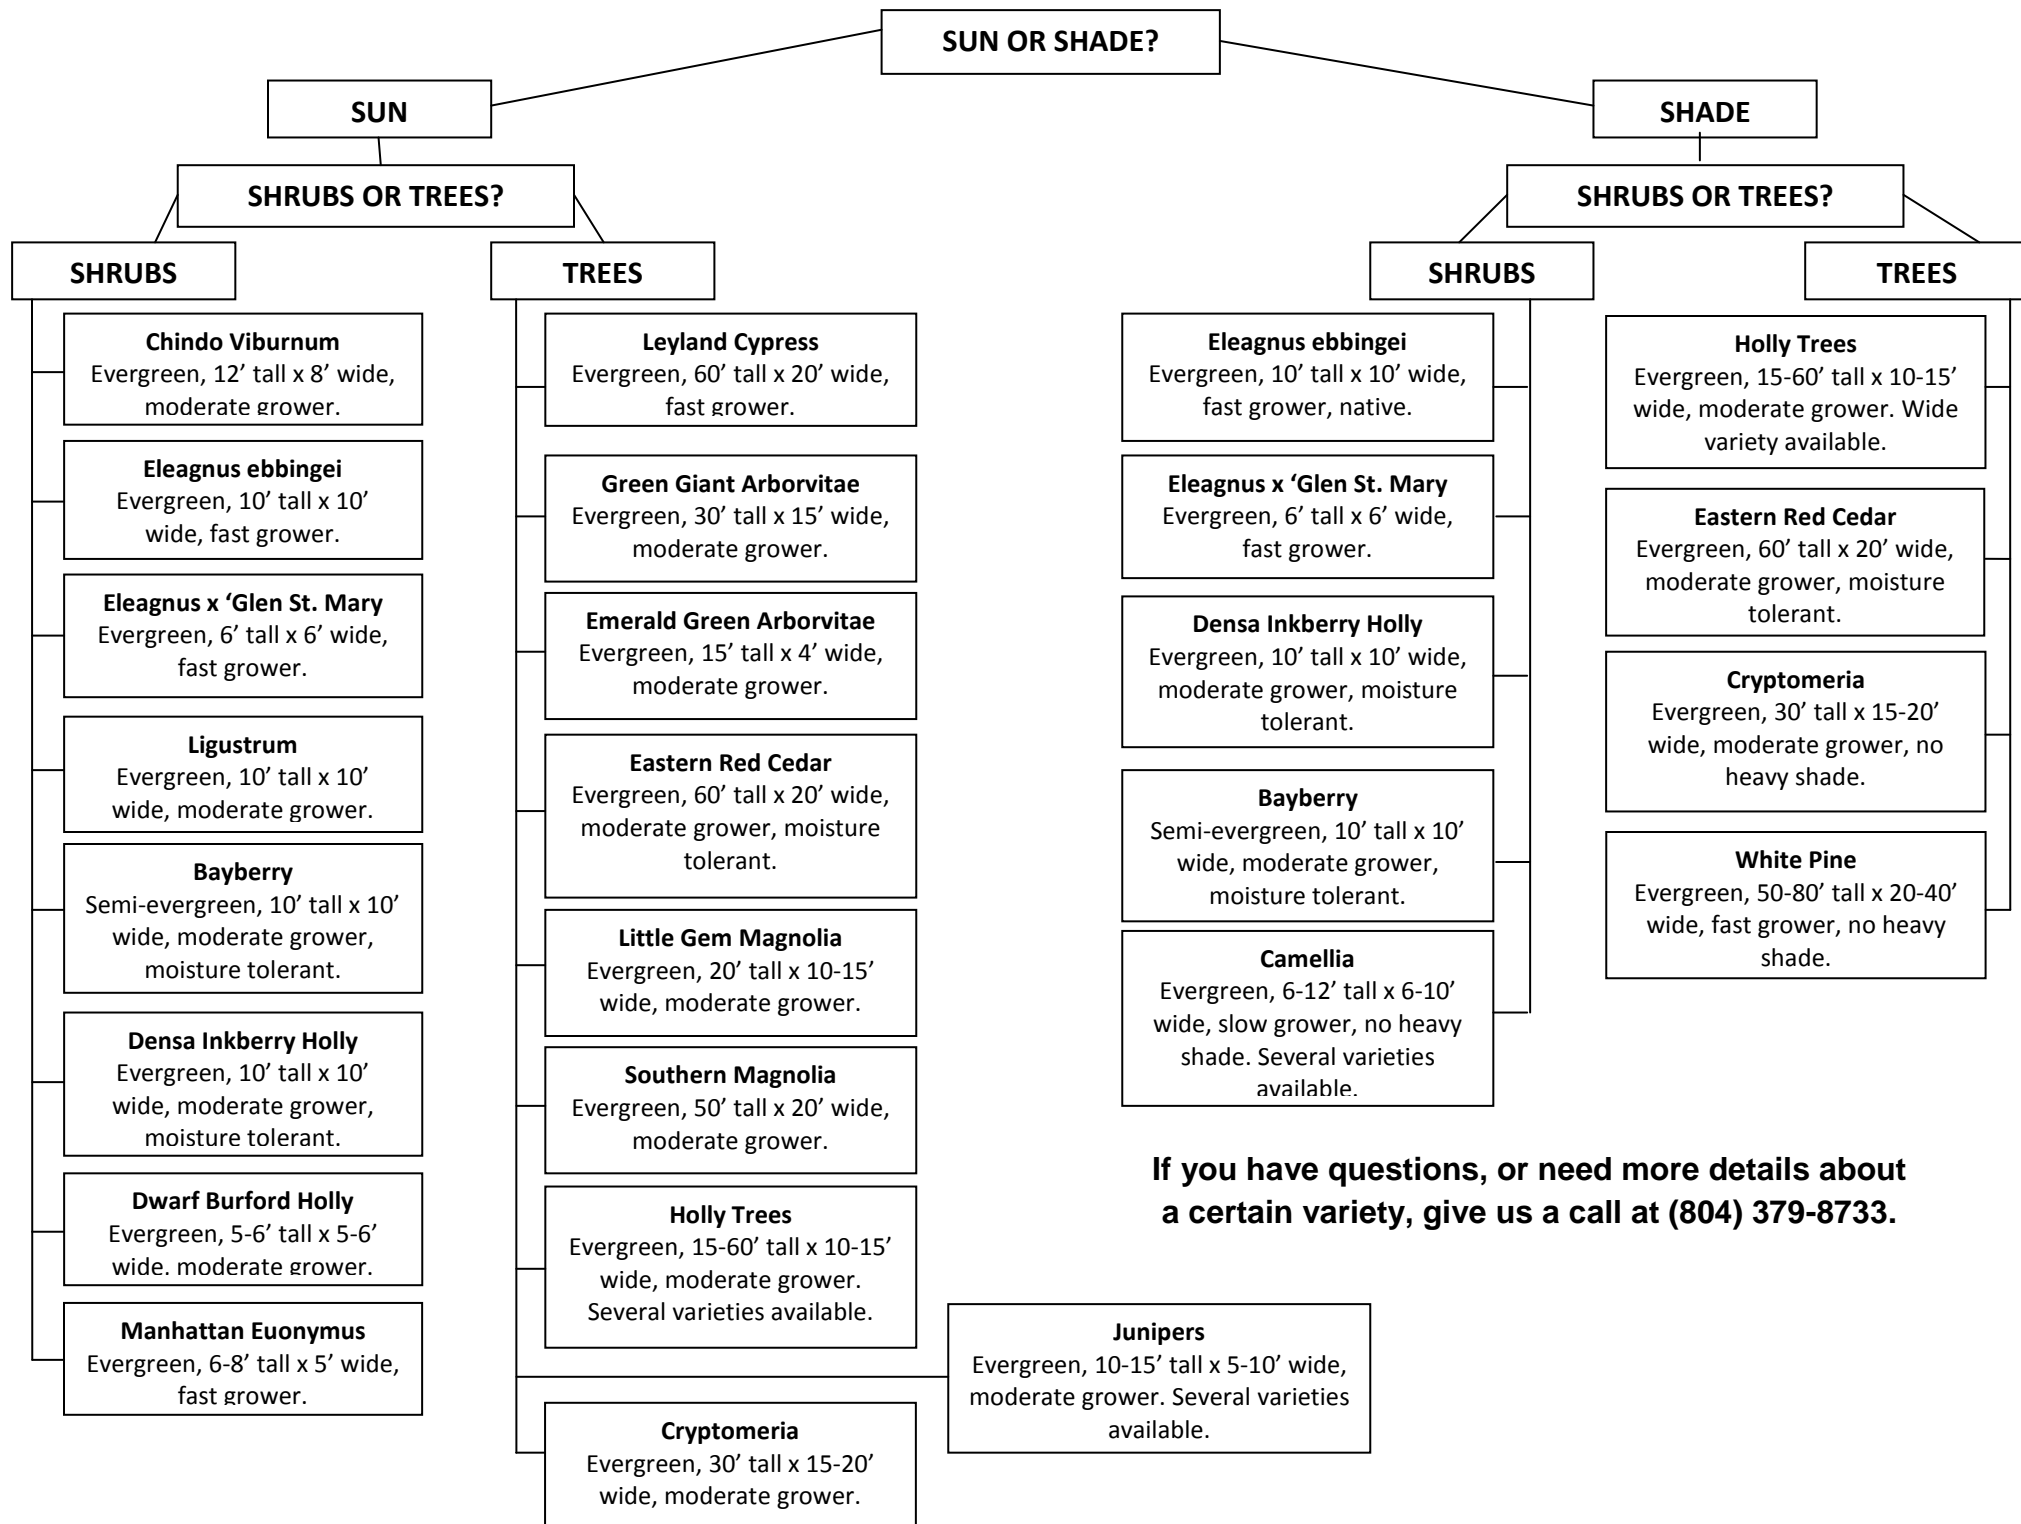 SUN OR SHADE?
SUN
SHADE
SHRUBS OR TREES?
SHRUBS OR TREES?
SHRUBS
TREES
SHRUBS
TREES
Chindo Viburnum
Evergreen, 12’ tall x 8’ wide,
moderate grower.
Eleagnus ebbingei
Evergreen, 10’ tall x 10’
wide, fast grower.
Eleagnus x ‘Glen St. Mary
Evergreen, 6’ tall x 6’ wide,
fast grower.
Ligustrum
Evergreen, 10’ tall x 10’
wide, moderate grower.
Bayberry
Semi-evergreen, 10’ tall x 10’
wide, moderate grower,
moisture tolerant.
Densa Inkberry Holly
Evergreen, 10’ tall x 10’
wide, moderate grower,
moisture tolerant.
Dwarf Burford Holly
Evergreen, 5-6’ tall x 5-6’
wide, moderate grower.
Manhattan Euonymus
Evergreen, 6-8’ tall x 5’ wide,
fast grower.
Leyland Cypress
Evergreen, 60’ tall x 20’ wide,
fast grower.
Green Giant Arborvitae
Evergreen, 30’ tall x 15’ wide,
moderate grower.
Emerald Green Arborvitae
Evergreen, 15’ tall x 4’ wide,
moderate grower.
Eastern Red Cedar
Evergreen, 60’ tall x 20’ wide,
moderate grower, moisture
tolerant.
Little Gem Magnolia
Evergreen, 20’ tall x 10-15’
wide, moderate grower.
Southern Magnolia
Evergreen, 50’ tall x 20’ wide,
moderate grower.
Holly Trees
Evergreen, 15-60’ tall x 10-15’
wide, moderate grower.
Several varieties available.
Junipers
Evergreen, 10-15’ tall x 5-10’ wide,
moderate grower. Several varieties
available.
Cryptomeria
Evergreen, 30’ tall x 15-20’
wide, moderate grower.
Eleagnus ebbingei
Evergreen, 10’ tall x 10’ wide,
fast grower, native.
Eleagnus x ‘Glen St. Mary
Evergreen, 6’ tall x 6’ wide,
fast grower.
Densa Inkberry Holly
Evergreen, 10’ tall x 10’ wide,
moderate grower, moisture
tolerant.
Bayberry
Semi-evergreen, 10’ tall x 10’
wide, moderate grower,
moisture tolerant.
Camellia
Evergreen, 6-12’ tall x 6-10’
wide, slow grower, no heavy
shade. Several varieties
available.
Holly Trees
Evergreen, 15-60’ tall x 10-15’
wide, moderate grower. Wide
variety available.
Eastern Red Cedar
Evergreen, 60’ tall x 20’ wide,
moderate grower, moisture
tolerant.
Cryptomeria
Evergreen, 30’ tall x 15-20’
wide, moderate grower, no
heavy shade.
White Pine
Evergreen, 50-80’ tall x 20-40’
wide, fast grower, no heavy
shade.
If you have questions, or need more details about
a certain variety, give us a call at (804) 379-8733.